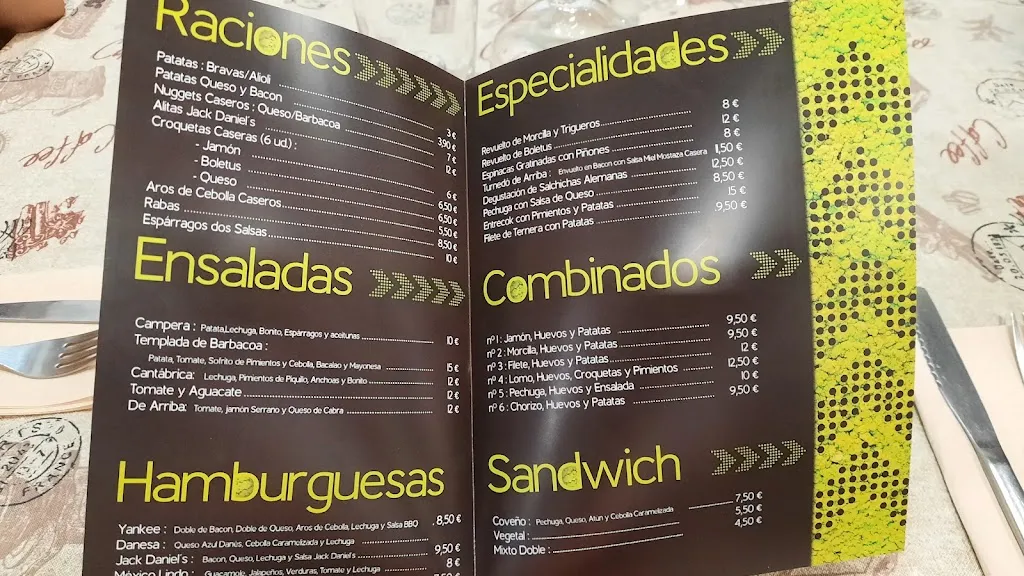 Raciones
Patatas : Bravas/Alioli 3 €
Patatas Queso y Bacon 3,90 €
Nuggets Caseros : Queso/Barbacoa 7 €
Alitas Jack Daniel's 12 €
Croquetas Caseras (6 ud.) :
- Jamón 6 €
- Boletus 6,50 €
- Queso 6,50 €
Aros de Cebolla Caseros 5,50 €
Rabas 8,50 €
Espárragos dos Salsas 10 €
Ensaladas
Campera : Patata,Lechuga, Bonito, Espárragos y aceitunas 10 €
Templada de Barbacoa :
Patata, Tomate, Sofrito de Pimientos y Cebolla, Bacalao y Mayonesa 15 €
Cantábrica: Lechuga, Pimientos de Piquillo, Anchoas y Bonito 12 €
Tomate y Aguacate 12 €
De Arriba: Tomate, Jamón Serrano y Queso de Cabra 12 €
Hamburguesas
Yankee : Doble de Bacon, Doble de Queso, Aros de Cebolla, Lechuga y Salsa BBQ 8,50 €
Danesa : Queso Azul Danés, Cebolla Caramelizada y Lechuga
Jack Daniel's : Bacon, Queso, Lechuga y Salsa Jack Daniel's 9,50 €
México Lindo : Guacamole, Jalapeños, Verduras, Tomate y Lechuga 8 €
7,50 €
Especialidades
Revuelto de Morcilla y Trigueros 8 €
Revuelto de Boletus 12 €
Espinacas Gratinadas con Piñones 8 €
Turnedó de Arriba : Envuelto en Bacon con Salsa Miel Mostaza Casera 11,50 €
Degustación de Salchichas Alemanas 12,50 €
Pechuga con Salsa de Queso 8,50 €
Entrecok con Pimientos y Patatas 15 €
Filete de Ternera con Patatas 9,50 €
Combinados
nº 1 : Jamón, Huevos y Patatas 9,50 €
nº 2 : Morcilla, Huevos y Patatas 9,50 €
nº 3 : Filete, Huevos y Patatas 12 €
nº 4 : Lomo, Huevos, Croquetas y Pimientos 12,50 €
nº 5 : Pechuga, Huevos y Ensalada 10 €
nº 6 : Chorizo, Huevos y Patatas 9,50 €
Sandwich
Coveño : Pechuga, Queso, Atún y Cebolla Caramelizada 7,50 €
Vegetal : 5,50 €
Mixto Doble : 4,50 €
Coffee